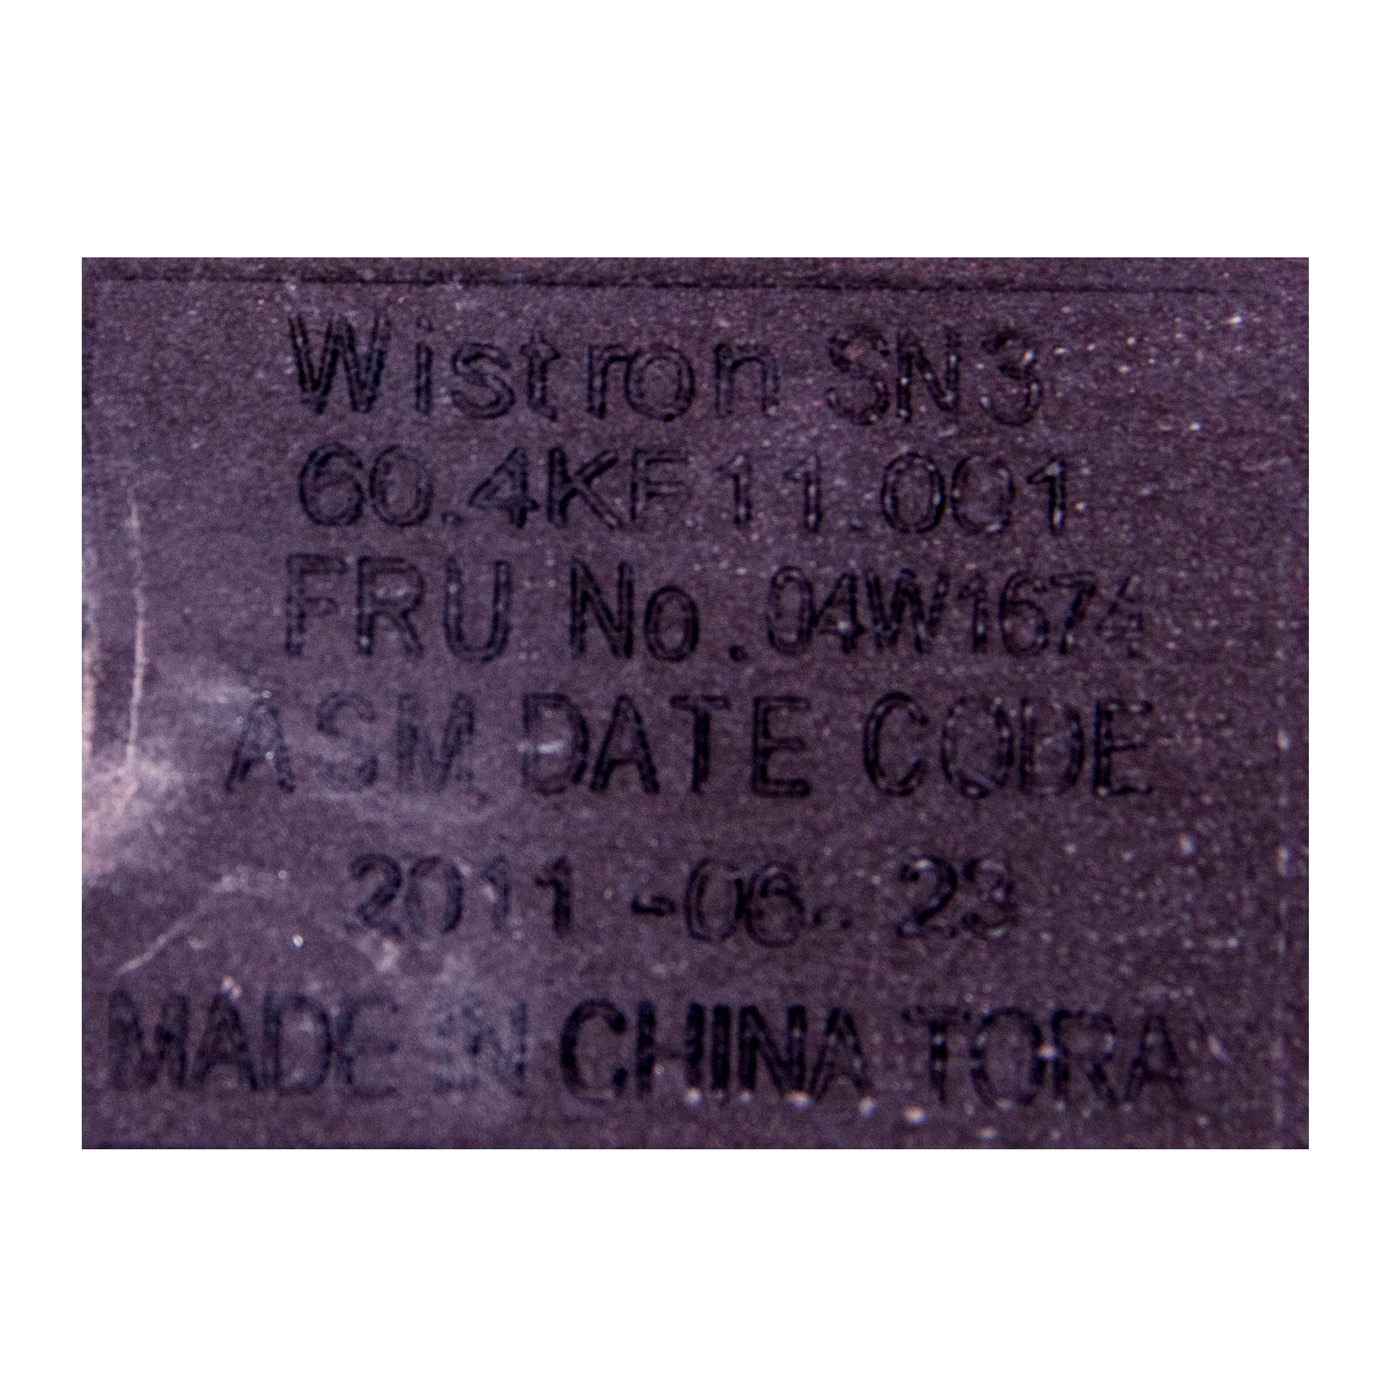 Wistron SN3
60.4KF11.001
FRU No.04W1674
ASM DATE CODE
2011-06-23
MADE IN CHINA TORA